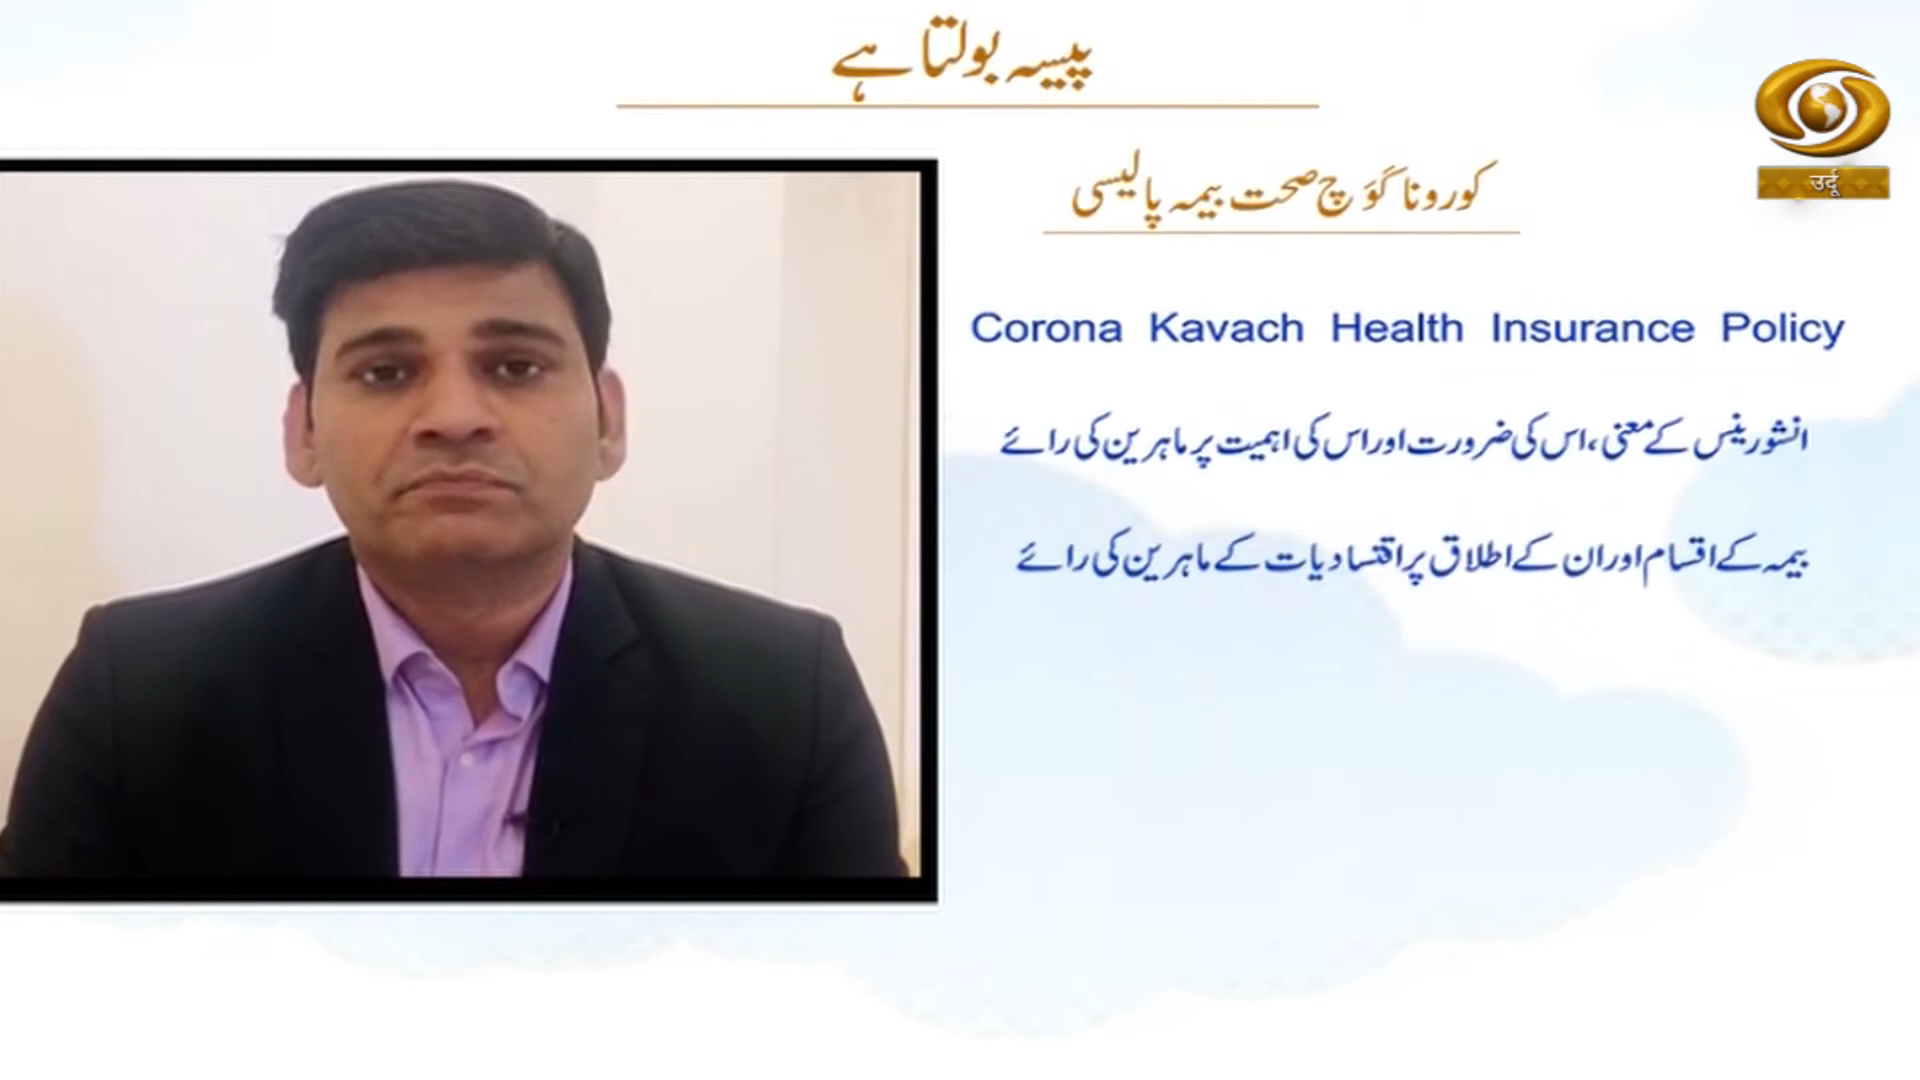 پیسہ بولتا ہے
उर्दू
کورونا کَوَچ صحت بیمہ پالیسی
Corona Kavach Health Insurance Policy
انشورینس کے معنی، اس کی ضرورت اور اس کی اہمیت پر ماہرین کی رائے
بیمہ کے اقسام اور ان کے اطلاق پر اقتسادیات کے ماہرین کی رائے